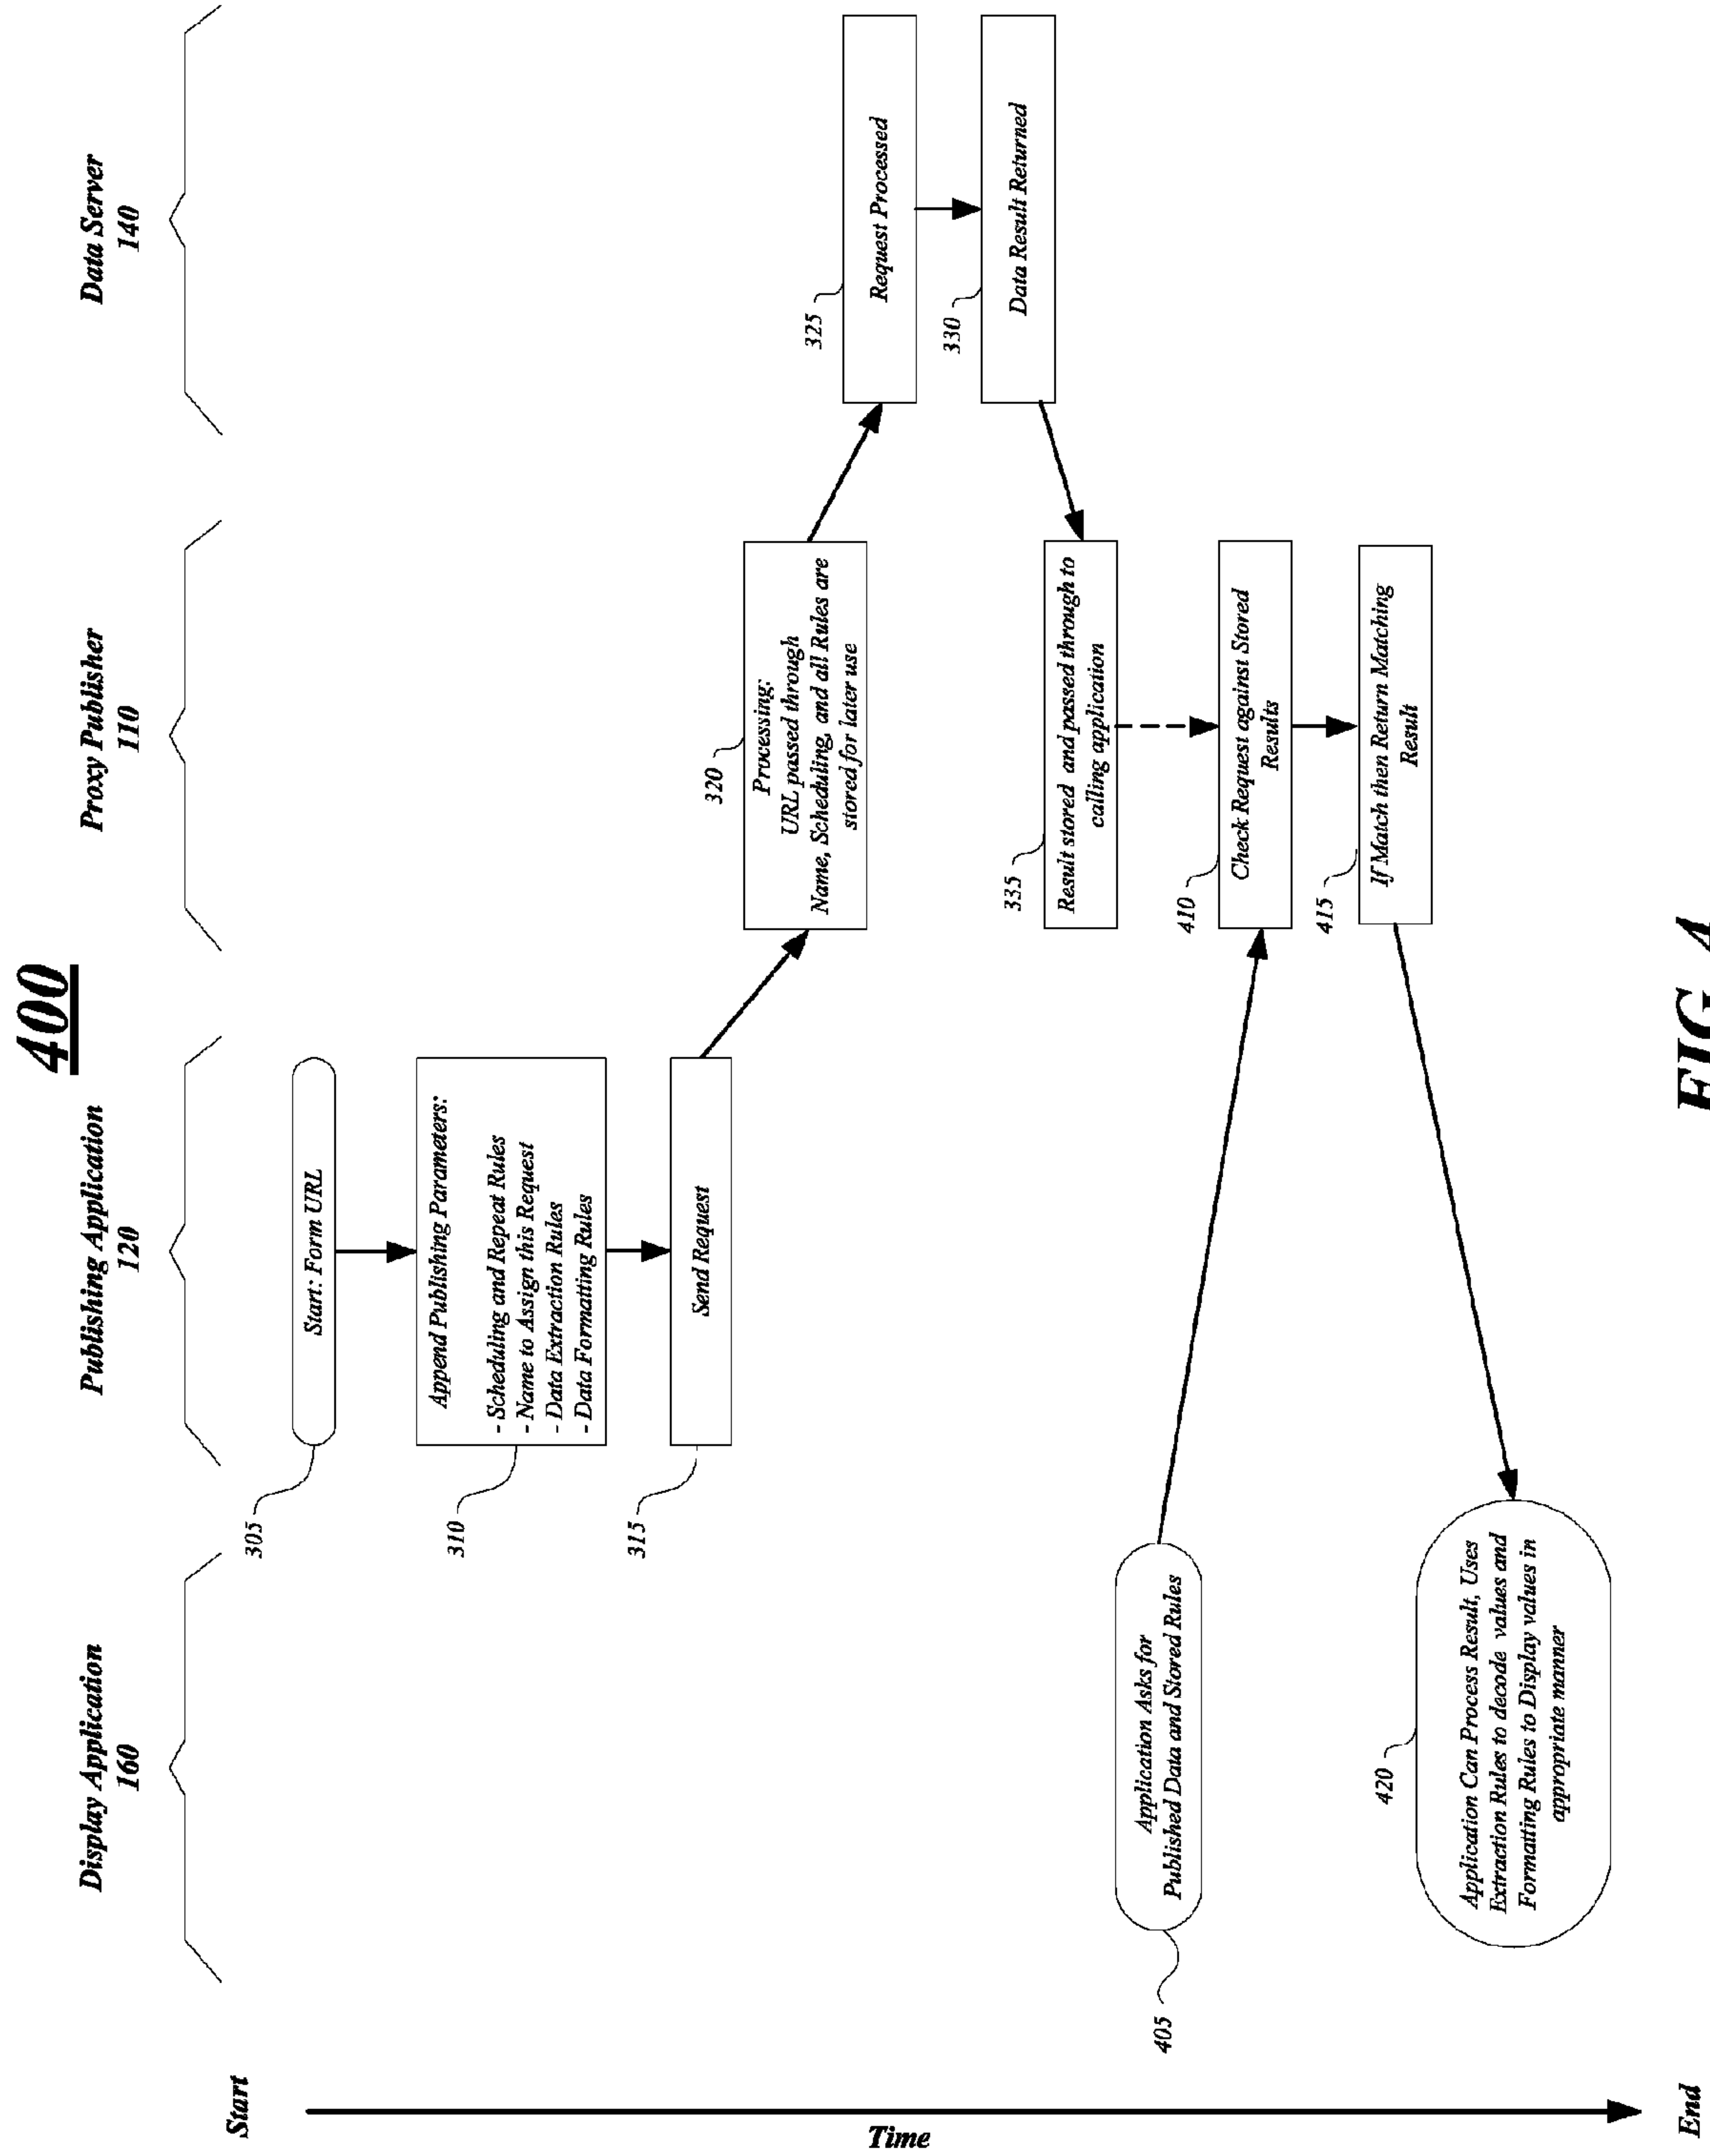 400
Display Application
160
Publishing Application
120
Proxy Publisher
110
Data Server
140
Start
305
Start: Form URL
310
Append Publishing Parameters:
- Scheduling and Repeat Rules
- Name to Assign this Request
- Data Extraction Rules
- Data Formatting Rules
315
Send Request
320
Processing:
URL passed through
Name, Scheduling, and all Rules are
stored for later use
325
Request Processed
330
Data Result Returned
335
Result stored and passed through to
calling application
405
Application Asks for
Published Data and Stored Rules
410
Check Request against Stored
Results
415
If Match then Return Matching
Result
420
Application Can Process Result, Uses
Extraction Rules to decode values and
Formatting Rules to Display values in
appropriate manner
Time
End
FIG. 4